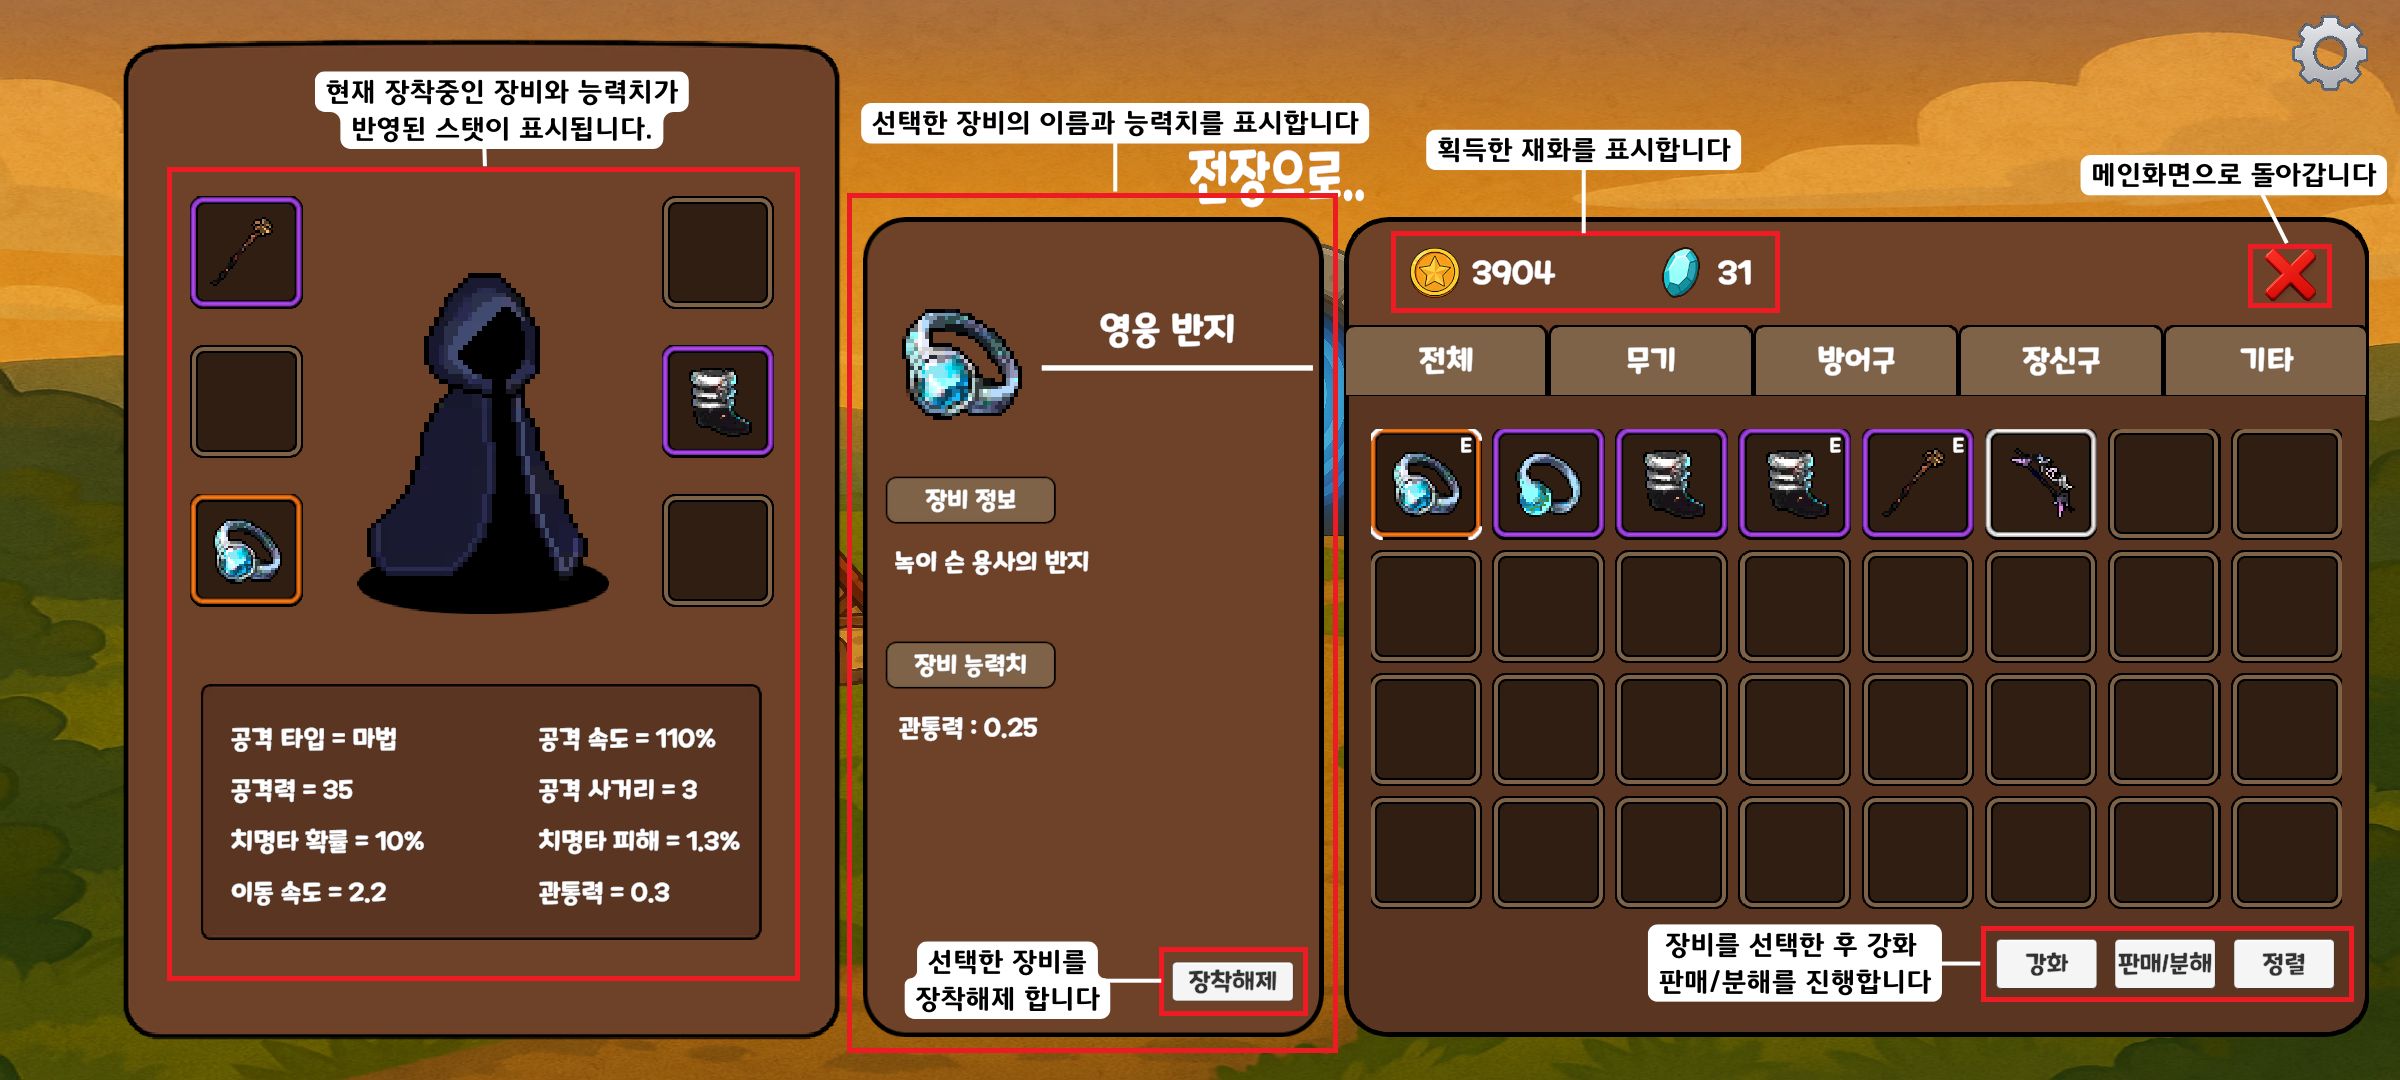 현재 장착중인 장비와 능력치가
반영된 스탯이 표시됩니다.
공격 타입 = 마법
공격 속도 = 110%
공격력 = 35
공격 사거리 = 3
치명타 확률 = 10%
치명타 피해 = 1.3%
이동 속도 = 2.2
관통력 = 0.3
선택한 장비의 이름과 능력치를 표시합니다
전장으로..
영웅 반지
장비 정보
녹이 슨 용사의 반지
장비 능력치
관통력 : 0.25
선택한 장비를
장착해제 합니다
장착해제
획득한 재화를 표시합니다
메인화면으로 돌아갑니다
3904
31
전체
무기
방어구
장신구
기타
E
E
E
장비를 선택한 후 강화
판매/분해를 진행합니다
강화
판매/분해
정렬